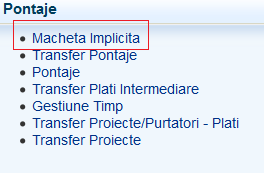 Pontaje
Macheta Implicita
Transfer Pontaje
Pontaje
Transfer Plati Intermediare
Gestiune Timp
Transfer Proiecte/Purtatori - Plati
Transfer Proiecte